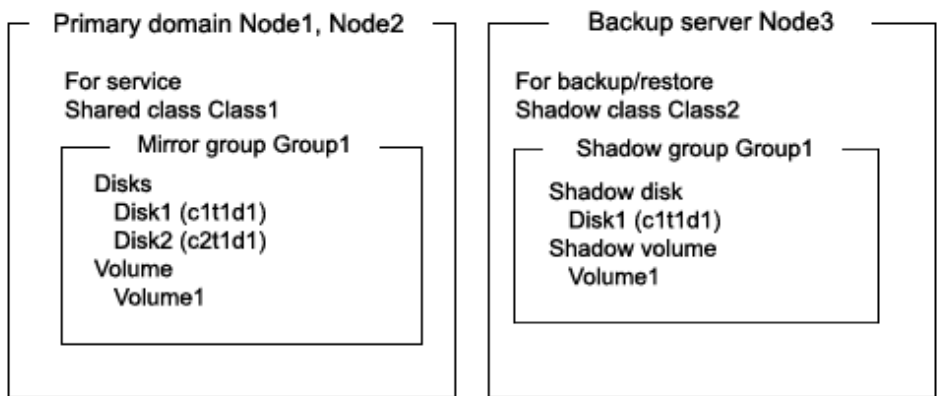 Primary domain Node1, Node2
For service
Shared class Class1
Mirror group Group1
Disks
Disk1 (c1t1d1)
Disk2 (c2t1d1)
Volume
Volume1
Backup server Node3
For backup/restore
Shadow class Class2
Shadow group Group1
Shadow disk
Disk1 (c1t1d1)
Shadow volume
Volume1